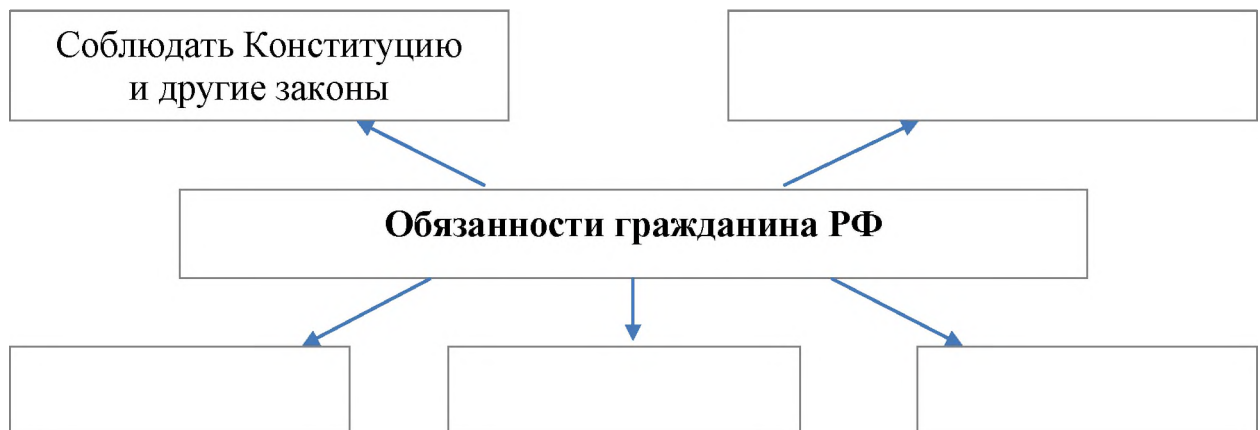 Соблюдать Конституцию
и другие законы
Обязанности гражданина РФ